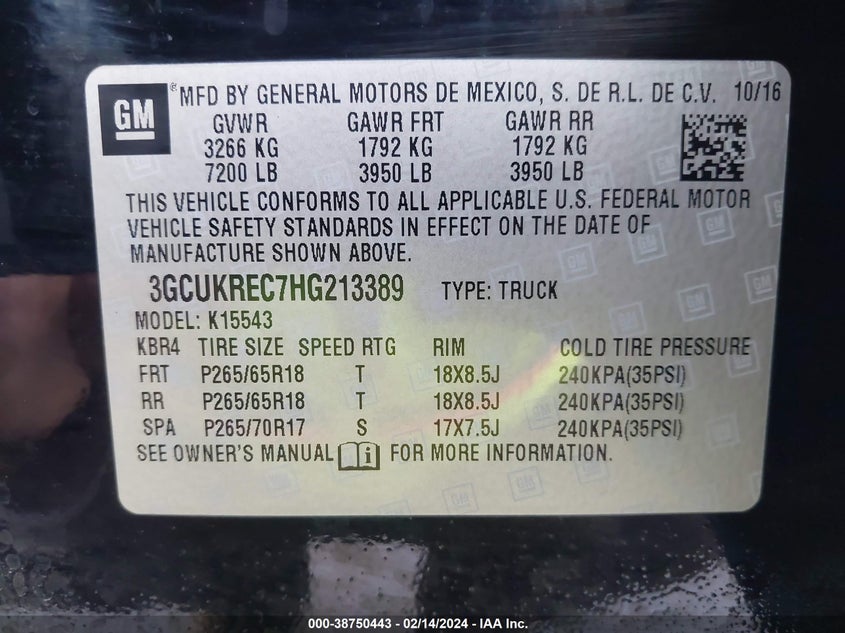 GM ® MFD BY GENERAL MOTORS DE MEXICO, S. DE R.L. DE C.V. 10/16
GVWR GAWR FRT GAWR RR
3266 KG 1792 KG 1792 KG
7200 LB 3950 LB 3950 LB
THIS VEHICLE CONFORMS TO ALL APPLICABLE U.S. FEDERAL MOTOR
VEHICLE SAFETY STANDARDS IN EFFECT ON THE DATE OF
MANUFACTURE SHOWN ABOVE.
3GCUKREC7HG213389 TYPE: TRUCK
MODEL: K15543
KBR4 TIRE SIZE SPEED RTG RIM COLD TIRE PRESSURE
FRT P265/65R18 T 18X8.5J 240KPA(35PSI)
RR P265/65R18 T 18X8.5J 240KPA(35PSI)
SPA P265/70R17 S 17X7.5J 240KPA(35PSI)
SEE OWNER'S MANUAL i FOR MORE INFORMATION.
000-38750443 - 02/14/2024 - IAA Inc.